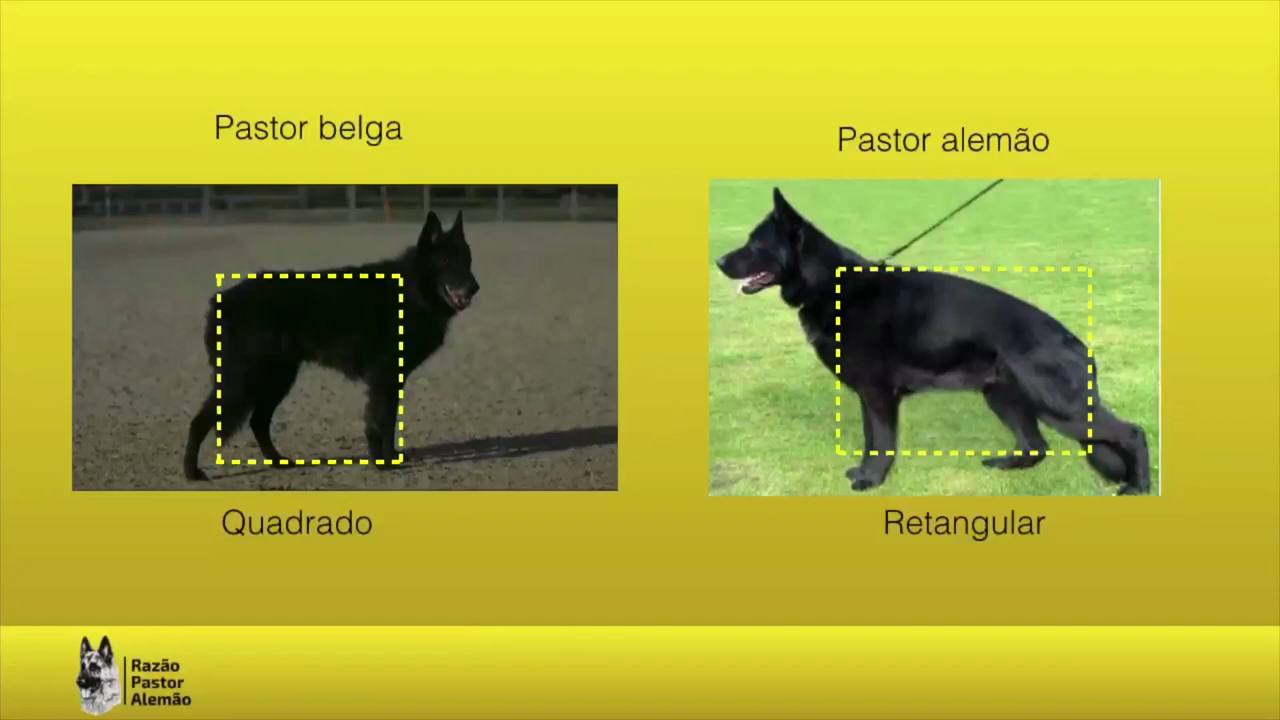 Pastor belga
Pastor alemão
Quadrado
Retangular
Razão
Pastor
Alemão